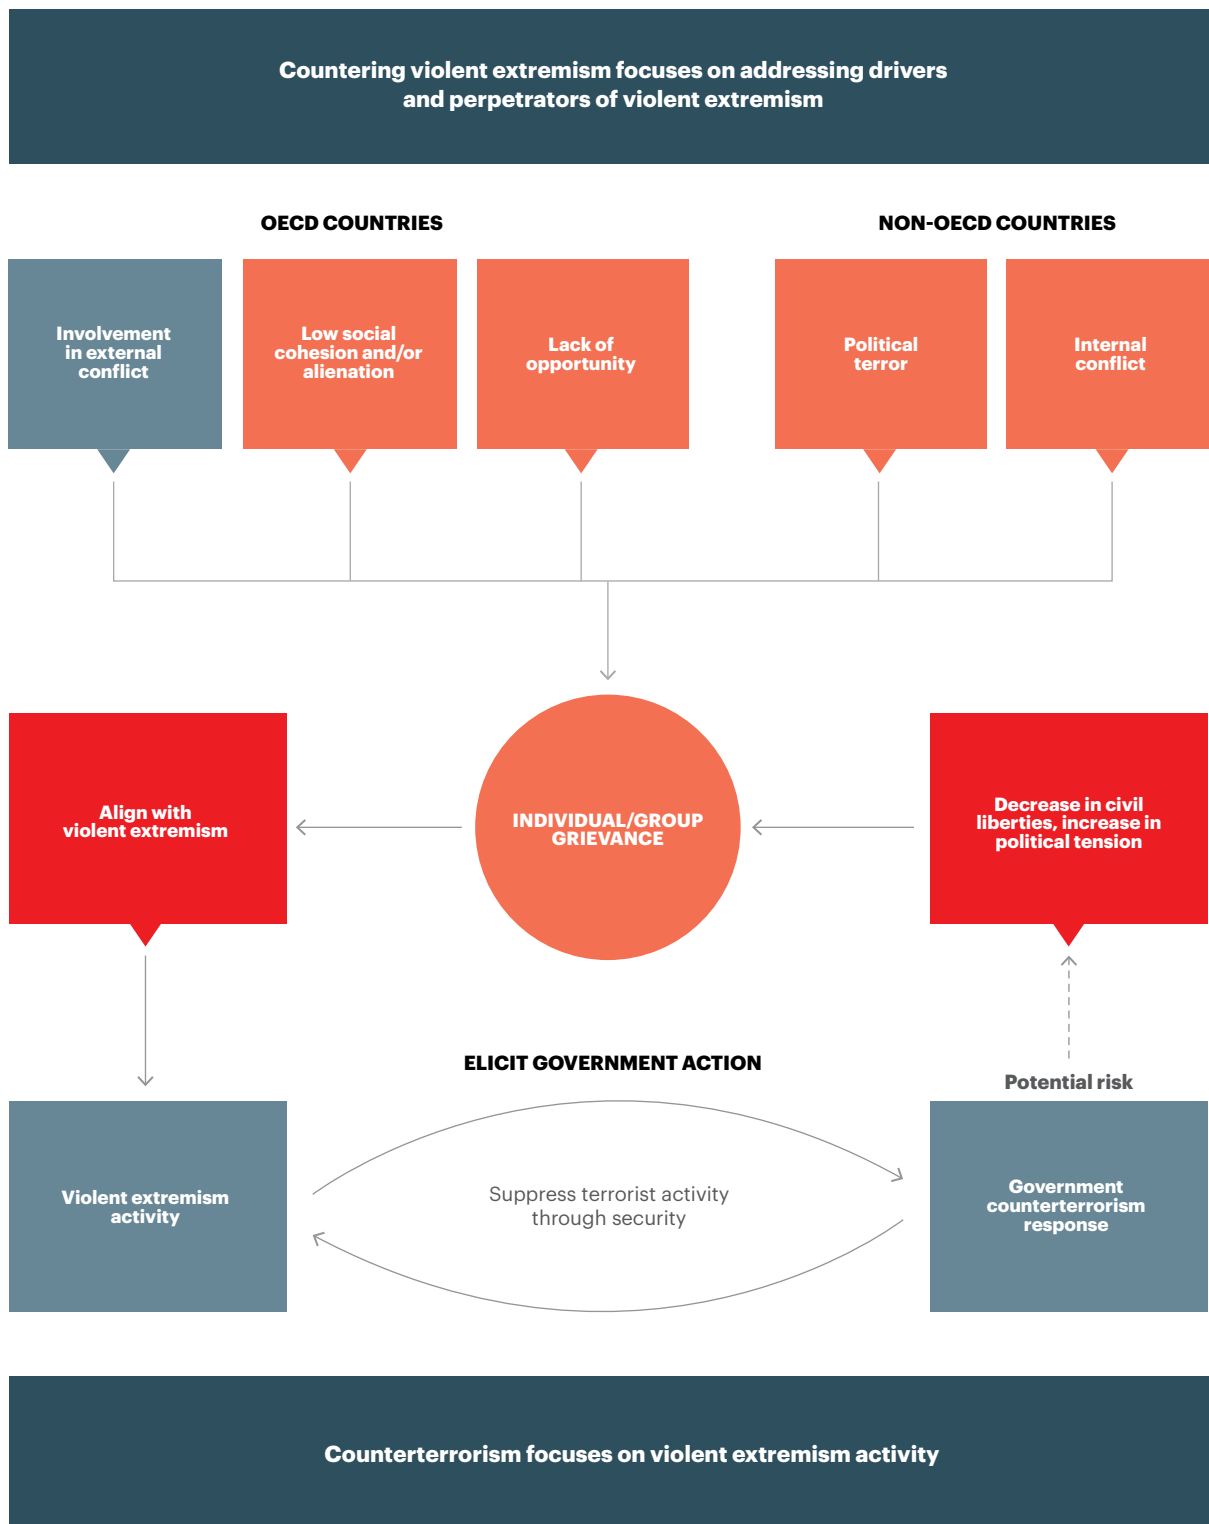 Countering violent extremism focuses on addressing drivers
and perpetrators of violent extremism
OECD COUNTRIES
NON-OECD COUNTRIES
Involvement
in external
conflict
Low social
cohesion and/or
alienation
Lack of
opportunity
Political
terror
Internal
conflict
Align with
violent extremism
INDIVIDUAL/GROUP
GRIEVANCE
Decrease in civil
liberties, increase in
political tension
ELICIT GOVERNMENT ACTION
Potential risk
Violent extremism
activity
Suppress terrorist activity
through security
Government
counterterrorism
response
Counterterrorism focuses on violent extremism activity